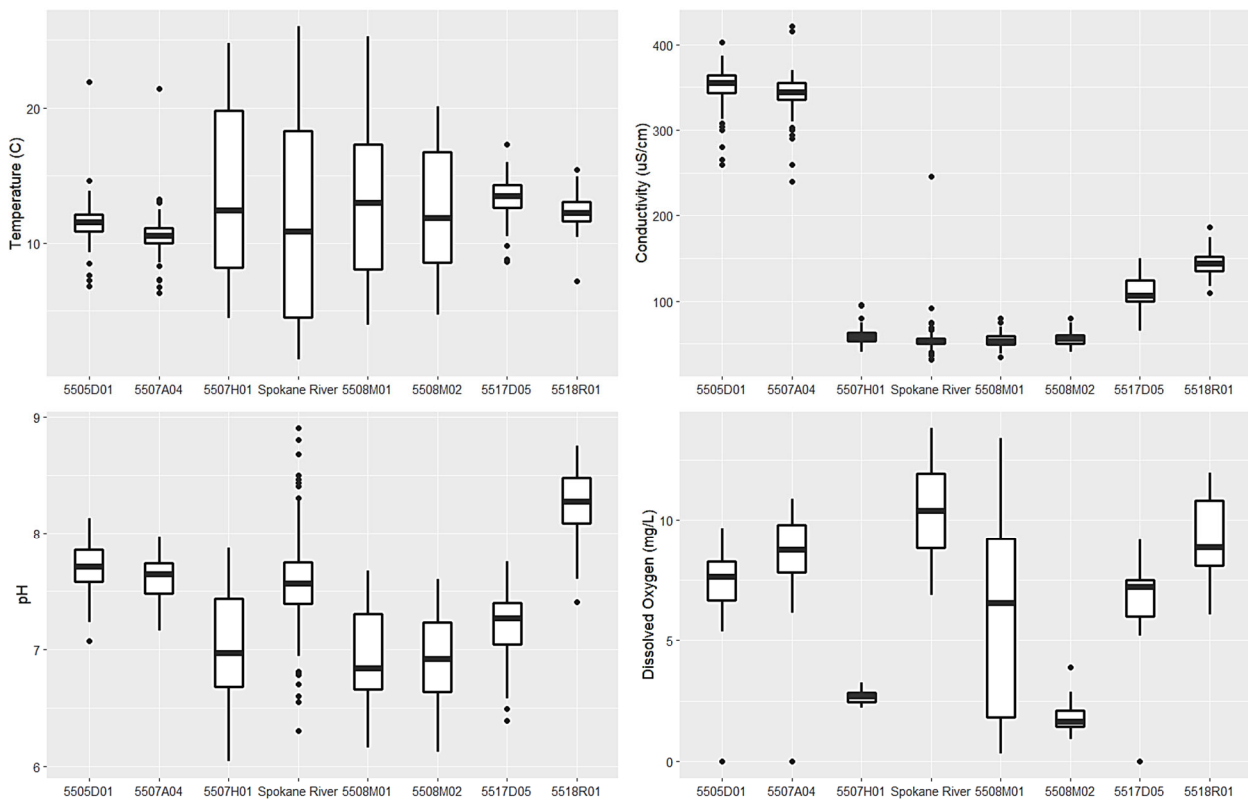 Temperature (C)
20
10
5505D01 5507A04 5507H01 Spokane River 5508M01 5508M02 5517D05 5518R01
Conductivity (uS/cm)
400
300
200
100
5505D01 5507A04 5507H01 Spokane River 5508M01 5508M02 5517D05 5518R01
pH
9
8
7
6
5505D01 5507A04 5507H01 Spokane River 5508M01 5508M02 5517D05 5518R01
Dissolved Oxygen (mg/L)
10
5
0
5505D01 5507A04 5507H01 Spokane River 5508M01 5508M02 5517D05 5518R01